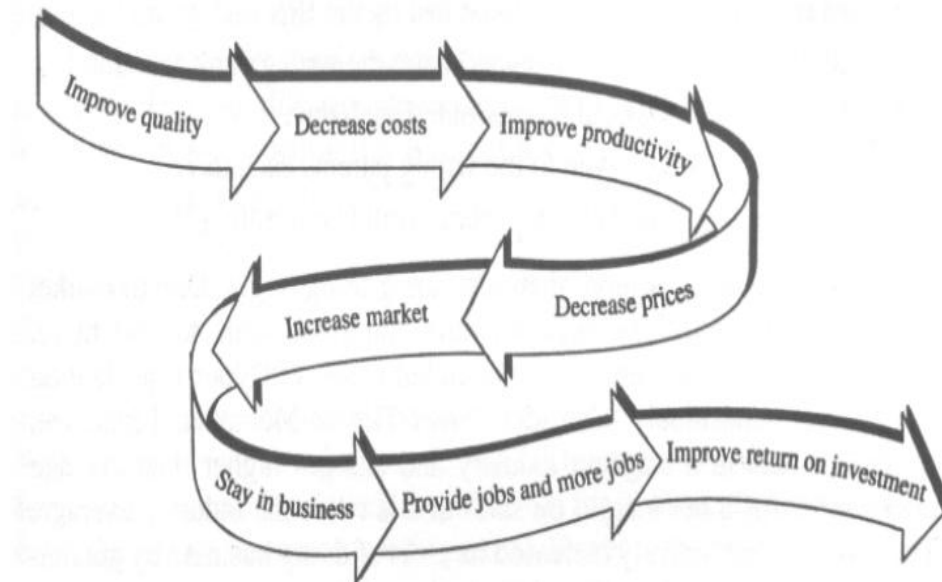 Improve quality
Decrease costs
Improve productivity
Decrease prices
Increase market
Stay in business
Provide jobs and more jobs
Improve return on investment